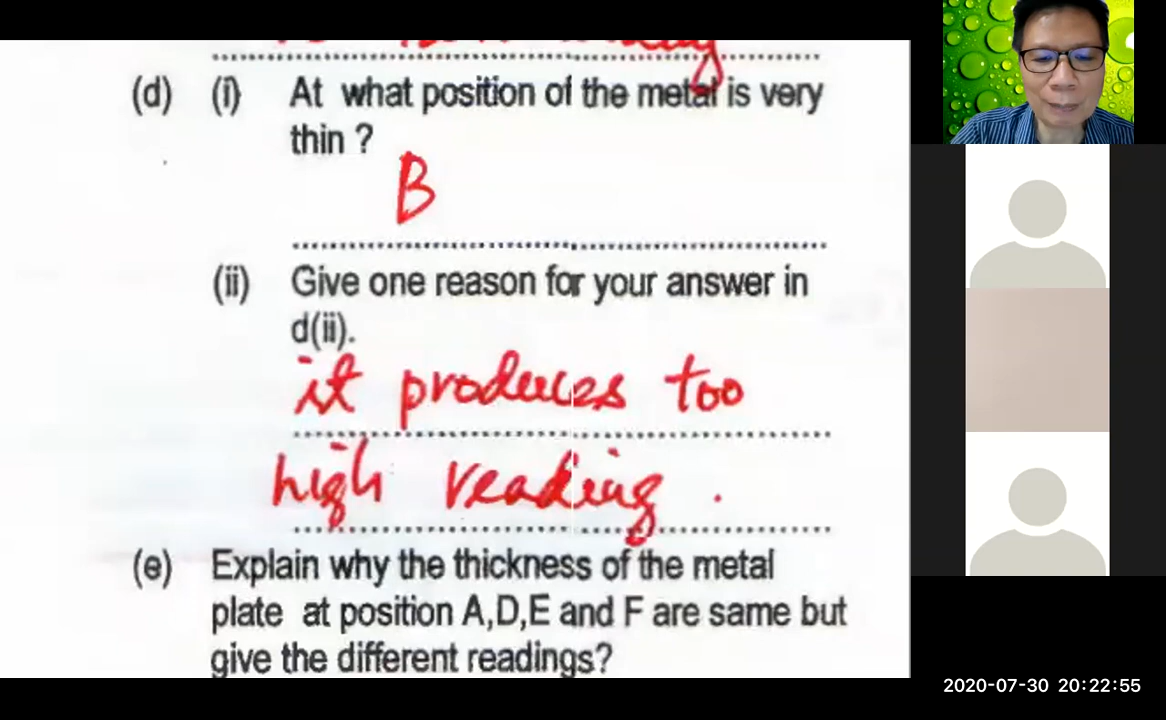 (d) (i) At what position of the metal is very
thin ?
B
(ii) Give one reason for your answer in
d(ii).
it produces too
high reading .
(e) Explain why the thickness of the metal
plate at position A,D,E and F are same but
give the different readings?
2020-07-30 20:22:55